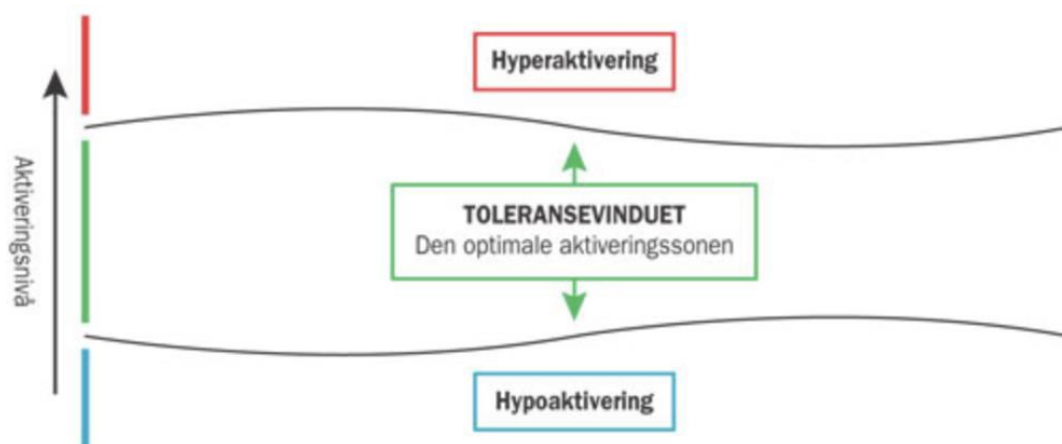 Hyperaktivering
Aktiveringsnivå
TOLERANSEVINDUET
Den optimale aktiveringssonen
Hypoaktivering